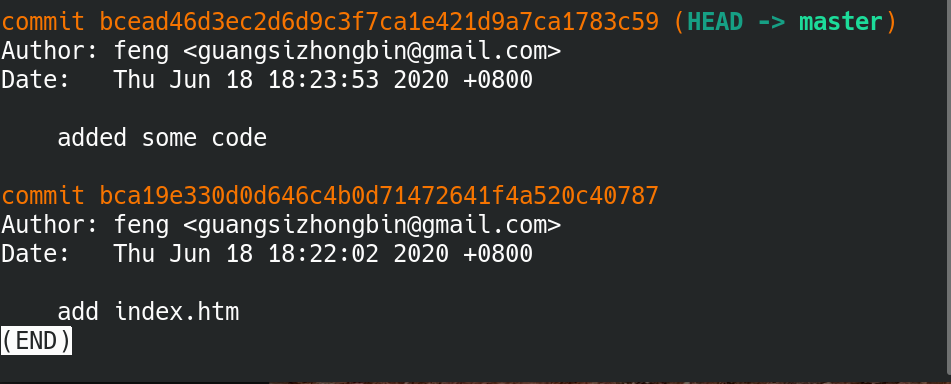 commit bcead46d3ec2d6d9c3f7ca1e421d9a7ca1783c59 (HEAD -> master)
Author: feng <guangsizhongbin@gmail.com>
Date:   Thu Jun 18 18:23:53 2020 +0800
    added some code
commit bca19e330d0d646c4b0d71472641f4a520c40787
Author: feng <guangsizhongbin@gmail.com>
Date:   Thu Jun 18 18:22:02 2020 +0800
    add index.htm
(END)